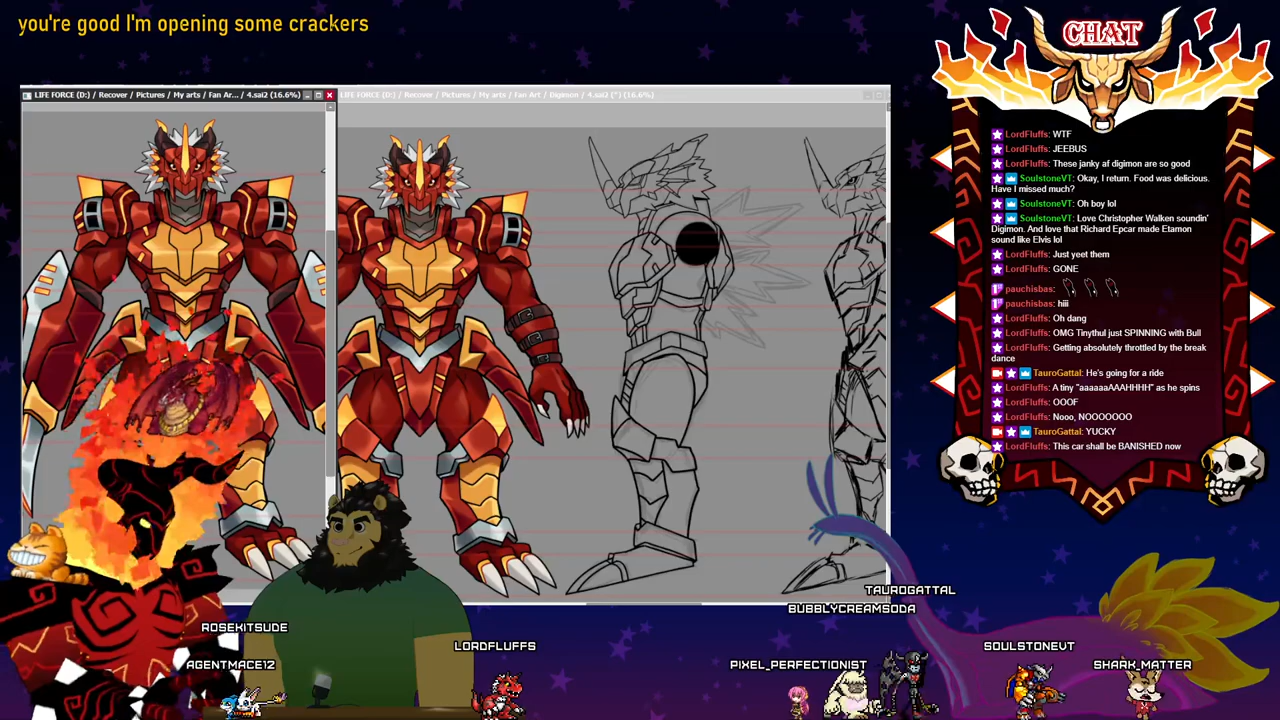 you're good I'm opening some crackers
CHAT
LIFE FORCE (D:) / Recover / Pictures / My arts / Fan Ar... / 4.sai2 (16.6%)
LIFE FORCE (D:) / Recover / Pictures / My arts / Fan Art / Digimon / 4.sai2 (*) (16.6%)
LordFluffs: WTF
LordFluffs: JEEBUS
LordFluffs: These janky af digimon are so good
SoulstoneVT: Okay, I return. Food was delicious.
Have I missed much?
SoulstoneVT: Oh boy lol
SoulstoneVT: Love Christopher Walken soundin'
Digimon. And love that Richard Epcar made Etamon
sound like Elvis lol
LordFluffs: Just yeet them
LordFluffs: GONE
pauchisbas:
pauchisbas: hiii
LordFluffs: Oh dang
LordFluffs: OMG Tinythul just SPINNING with Bull
LordFluffs: Getting absolutely throttled by the break
dance
TauroGattal: He's going for a ride
LordFluffs: A tiny "aaaaaaAAAHHHH" as he spins
LordFluffs: OOOF
LordFluffs: Nooo, NOOOOOOO
TauroGattal: YUCKY
LordFluffs: This car shall be BANISHED now
TAUROGATTAL
BUBBLYCREAMSODA
ROSEKITSUDE
LORDFLUFFS
SOULSTONEVT
AGENTMACE12
PIXEL_PERFECTIONIST
SHARK_MATTER